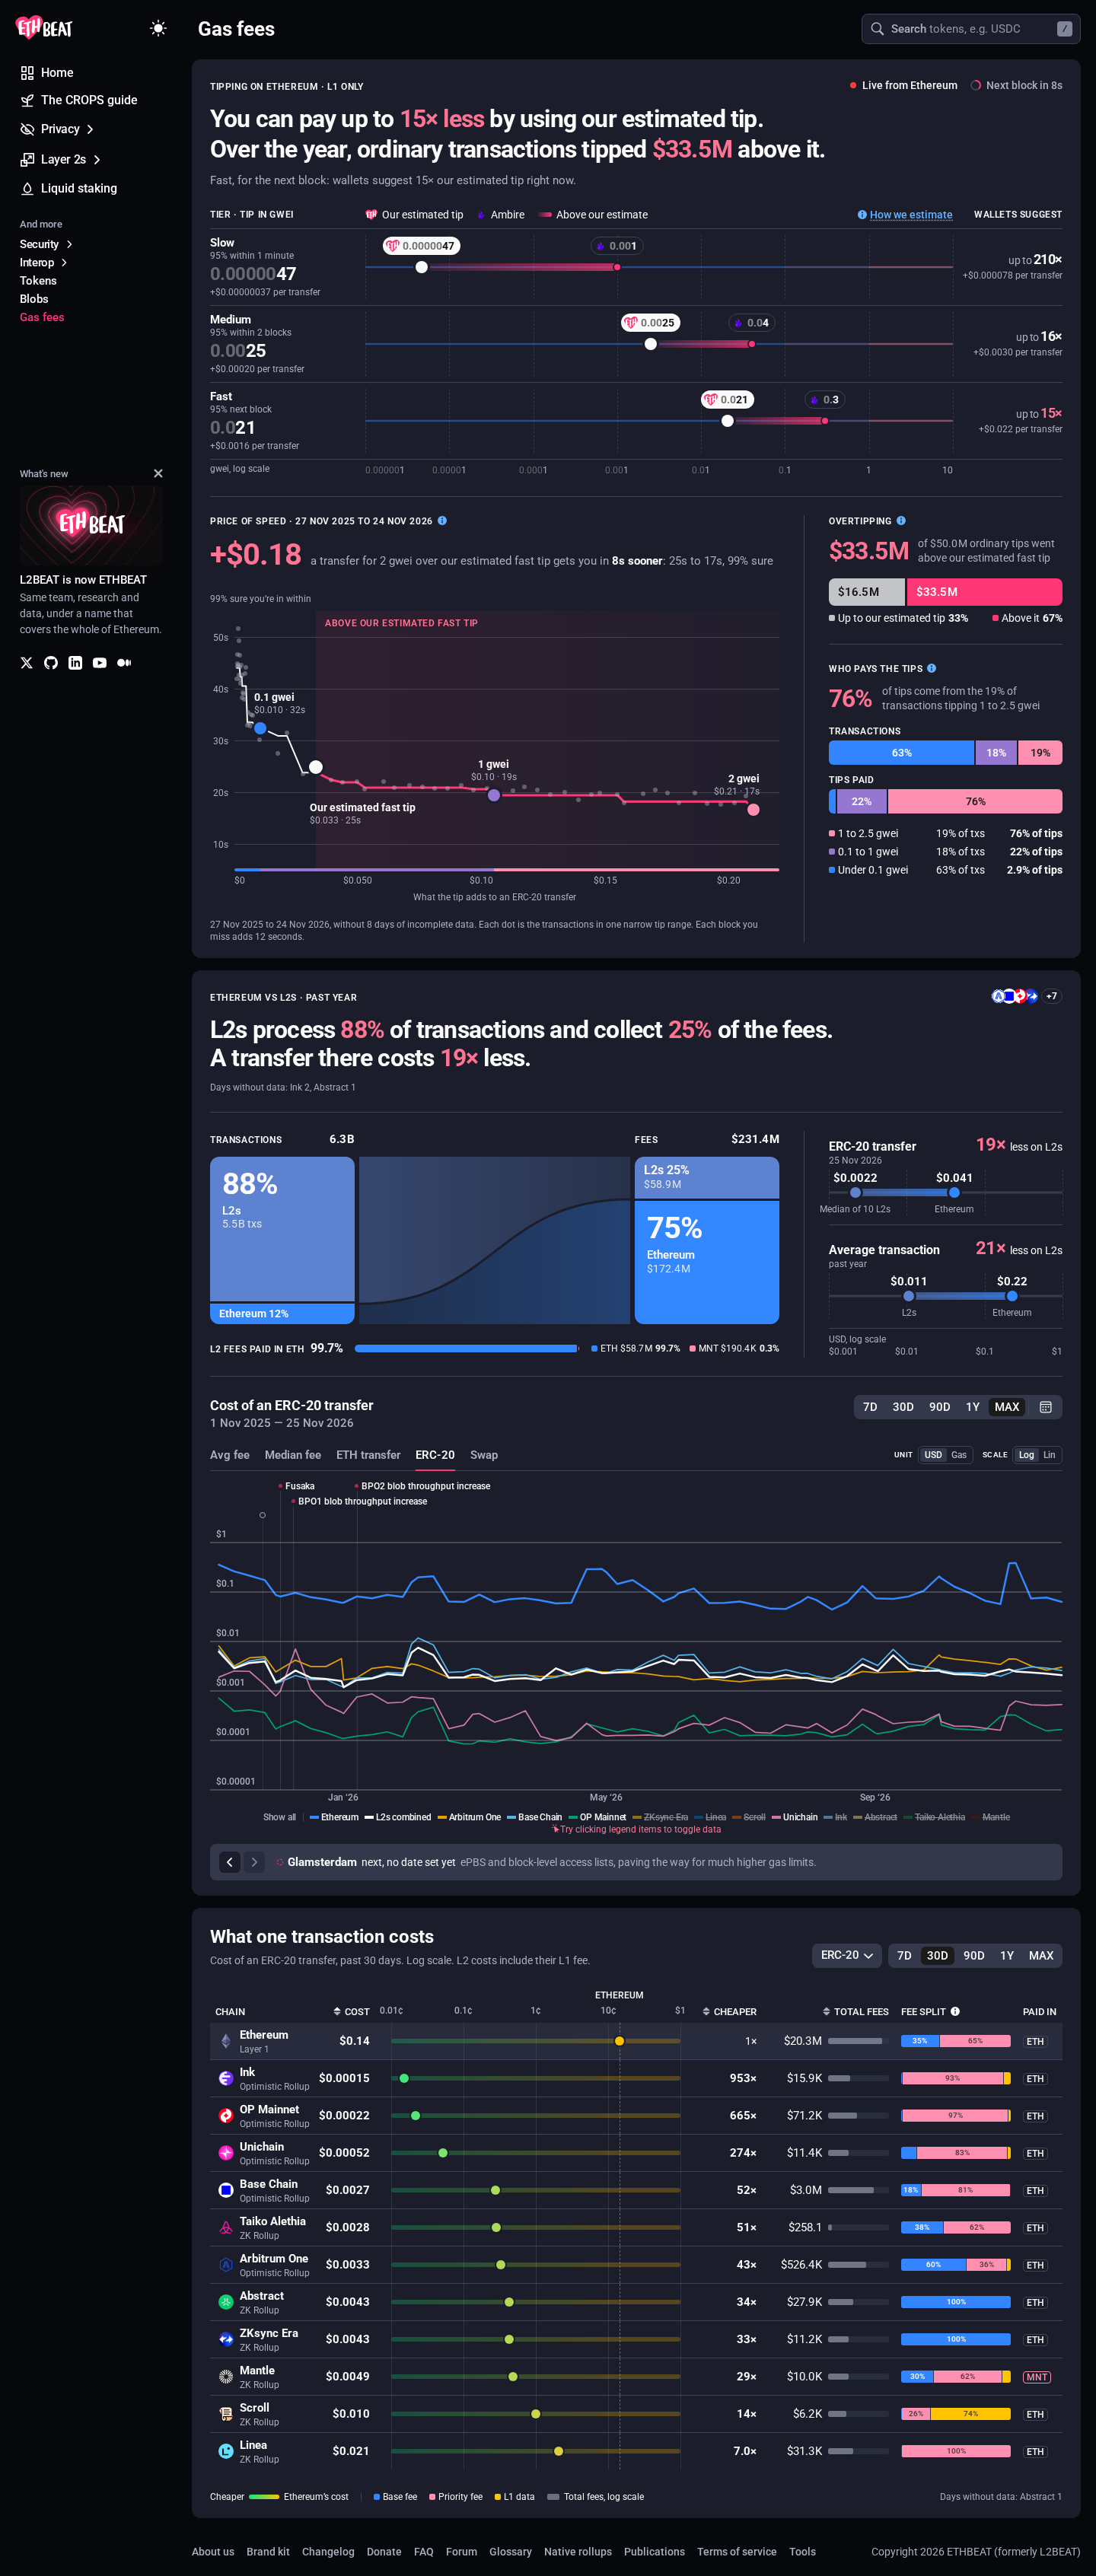 ETHBEAT
Gas fees
Search tokens, e.g. USDC
/
Home
The CROPS guide
Privacy
Layer 2s
Liquid staking
And more
Security
Interop
Tokens
Blobs
Gas fees
What's new
ETHBEAT
L2BEAT is now ETHBEAT
Same team, research and
data, under a name that
covers the whole of Ethereum.
TIPPING ON ETHEREUM · L1 ONLY
Live from Ethereum
Next block in 8s
You can pay up to 15× less by using our estimated tip.
Over the year, ordinary transactions tipped $33.5M above it.
Fast, for the next block: wallets suggest 15× our estimated tip right now.
TIER · TIP IN GWEI
Our estimated tip
Ambire
Above our estimate
How we estimate
WALLETS SUGGEST
Slow
95% within 1 minute
0.0000047
+$0.00000037 per transfer
0.0000047
0.001
up to 210×
+$0.000078 per transfer
Medium
95% within 2 blocks
0.0025
+$0.00020 per transfer
0.0025
0.04
up to 16×
+$0.0030 per transfer
Fast
95% next block
0.021
+$0.0016 per transfer
0.021
0.3
up to 15×
+$0.022 per transfer
gwei, log scale
0.000001
0.00001
0.0001
0.001
0.01
0.1
1
10
PRICE OF SPEED · 27 NOV 2025 TO 24 NOV 2026
+$0.18 a transfer for 2 gwei over our estimated fast tip gets you in 8s sooner: 25s to 17s, 99% sure
99% sure you're in within
ABOVE OUR ESTIMATED FAST TIP
50s
40s
30s
20s
10s
0.1 gwei
$0.010 · 32s
Our estimated fast tip
$0.033 · 25s
1 gwei
$0.10 · 19s
2 gwei
$0.21 · 17s
$0
$0.050
$0.10
$0.15
$0.20
What the tip adds to an ERC-20 transfer
27 Nov 2025 to 24 Nov 2026, without 8 days of incomplete data. Each dot is the transactions in one narrow tip range. Each block you
miss adds 12 seconds.
OVERTIPPING
$33.5M
of $50.0M ordinary tips went
above our estimated fast tip
$16.5M
$33.5M
Up to our estimated tip 33%
Above it 67%
WHO PAYS THE TIPS
76%
of tips come from the 19% of
transactions tipping 1 to 2.5 gwei
TRANSACTIONS
63%
18%
19%
TIPS PAID
22%
76%
1 to 2.5 gwei 19% of txs 76% of tips
0.1 to 1 gwei 18% of txs 22% of tips
Under 0.1 gwei 63% of txs 2.9% of tips
ETHEREUM VS L2S · PAST YEAR
+7
L2s process 88% of transactions and collect 25% of the fees.
A transfer there costs 19× less.
Days without data: Ink 2, Abstract 1
TRANSACTIONS
6.3B
FEES
$231.4M
88%
L2s
5.5B txs
Ethereum 12%
L2s 25%
$58.9M
75%
Ethereum
$172.4M
L2 FEES PAID IN ETH 99.7%
ETH $58.7M 99.7%
MNT $190.4K 0.3%
ERC-20 transfer
25 Nov 2026
19× less on L2s
$0.0022
$0.041
Median of 10 L2s
Ethereum
Average transaction
past year
21× less on L2s
$0.011
$0.22
L2s
Ethereum
USD, log scale
$0.001
$0.01
$0.1
$1
Cost of an ERC-20 transfer
1 Nov 2025 — 25 Nov 2026
7D
30D
90D
1Y
MAX
Avg fee
Median fee
ETH transfer
ERC-20
Swap
UNIT
USD
Gas
SCALE
Log
Lin
Fusaka
BPO2 blob throughput increase
BPO1 blob throughput increase
$1
$0.1
$0.01
$0.001
$0.0001
$0.00001
Jan '26
May '26
Sep '26
Show all
Ethereum
L2s combined
Arbitrum One
Base Chain
OP Mainnet
ZKsync Era
Linea
Scroll
Unichain
Ink
Abstract
Taiko Alethia
Mantle
Try clicking legend items to toggle data
Glamsterdam next, no date set yet ePBS and block-level access lists, paving the way for much higher gas limits.
What one transaction costs
Cost of an ERC-20 transfer, past 30 days. Log scale. L2 costs include their L1 fee.
ERC-20
7D
30D
90D
1Y
MAX
ETHEREUM
CHAIN
COST
0.01¢
0.1¢
1¢
10¢
$1
CHEAPER
TOTAL FEES
FEE SPLIT
PAID IN
Ethereum
Layer 1
$0.14
1×
$20.3M
35%
65%
ETH
Ink
Optimistic Rollup
$0.00015
953×
$15.9K
93%
ETH
OP Mainnet
Optimistic Rollup
$0.00022
665×
$71.2K
97%
ETH
Unichain
Optimistic Rollup
$0.00052
274×
$11.4K
83%
ETH
Base Chain
Optimistic Rollup
$0.0027
52×
$3.0M
18%
81%
ETH
Taiko Alethia
ZK Rollup
$0.0028
51×
$258.1
38%
62%
ETH
Arbitrum One
Optimistic Rollup
$0.0033
43×
$526.4K
60%
36%
ETH
Abstract
ZK Rollup
$0.0043
34×
$27.9K
100%
ETH
ZKsync Era
ZK Rollup
$0.0043
33×
$11.2K
100%
ETH
Mantle
ZK Rollup
$0.0049
29×
$10.0K
30%
62%
MNT
Scroll
ZK Rollup
$0.010
14×
$6.2K
26%
74%
ETH
Linea
ZK Rollup
$0.021
7.0×
$31.3K
100%
ETH
Cheaper
Ethereum's cost
Base fee
Priority fee
L1 data
Total fees, log scale
Days without data: Abstract 1
About us
Brand kit
Changelog
Donate
FAQ
Forum
Glossary
Native rollups
Publications
Terms of service
Tools
Copyright 2026 ETHBEAT (formerly L2BEAT)